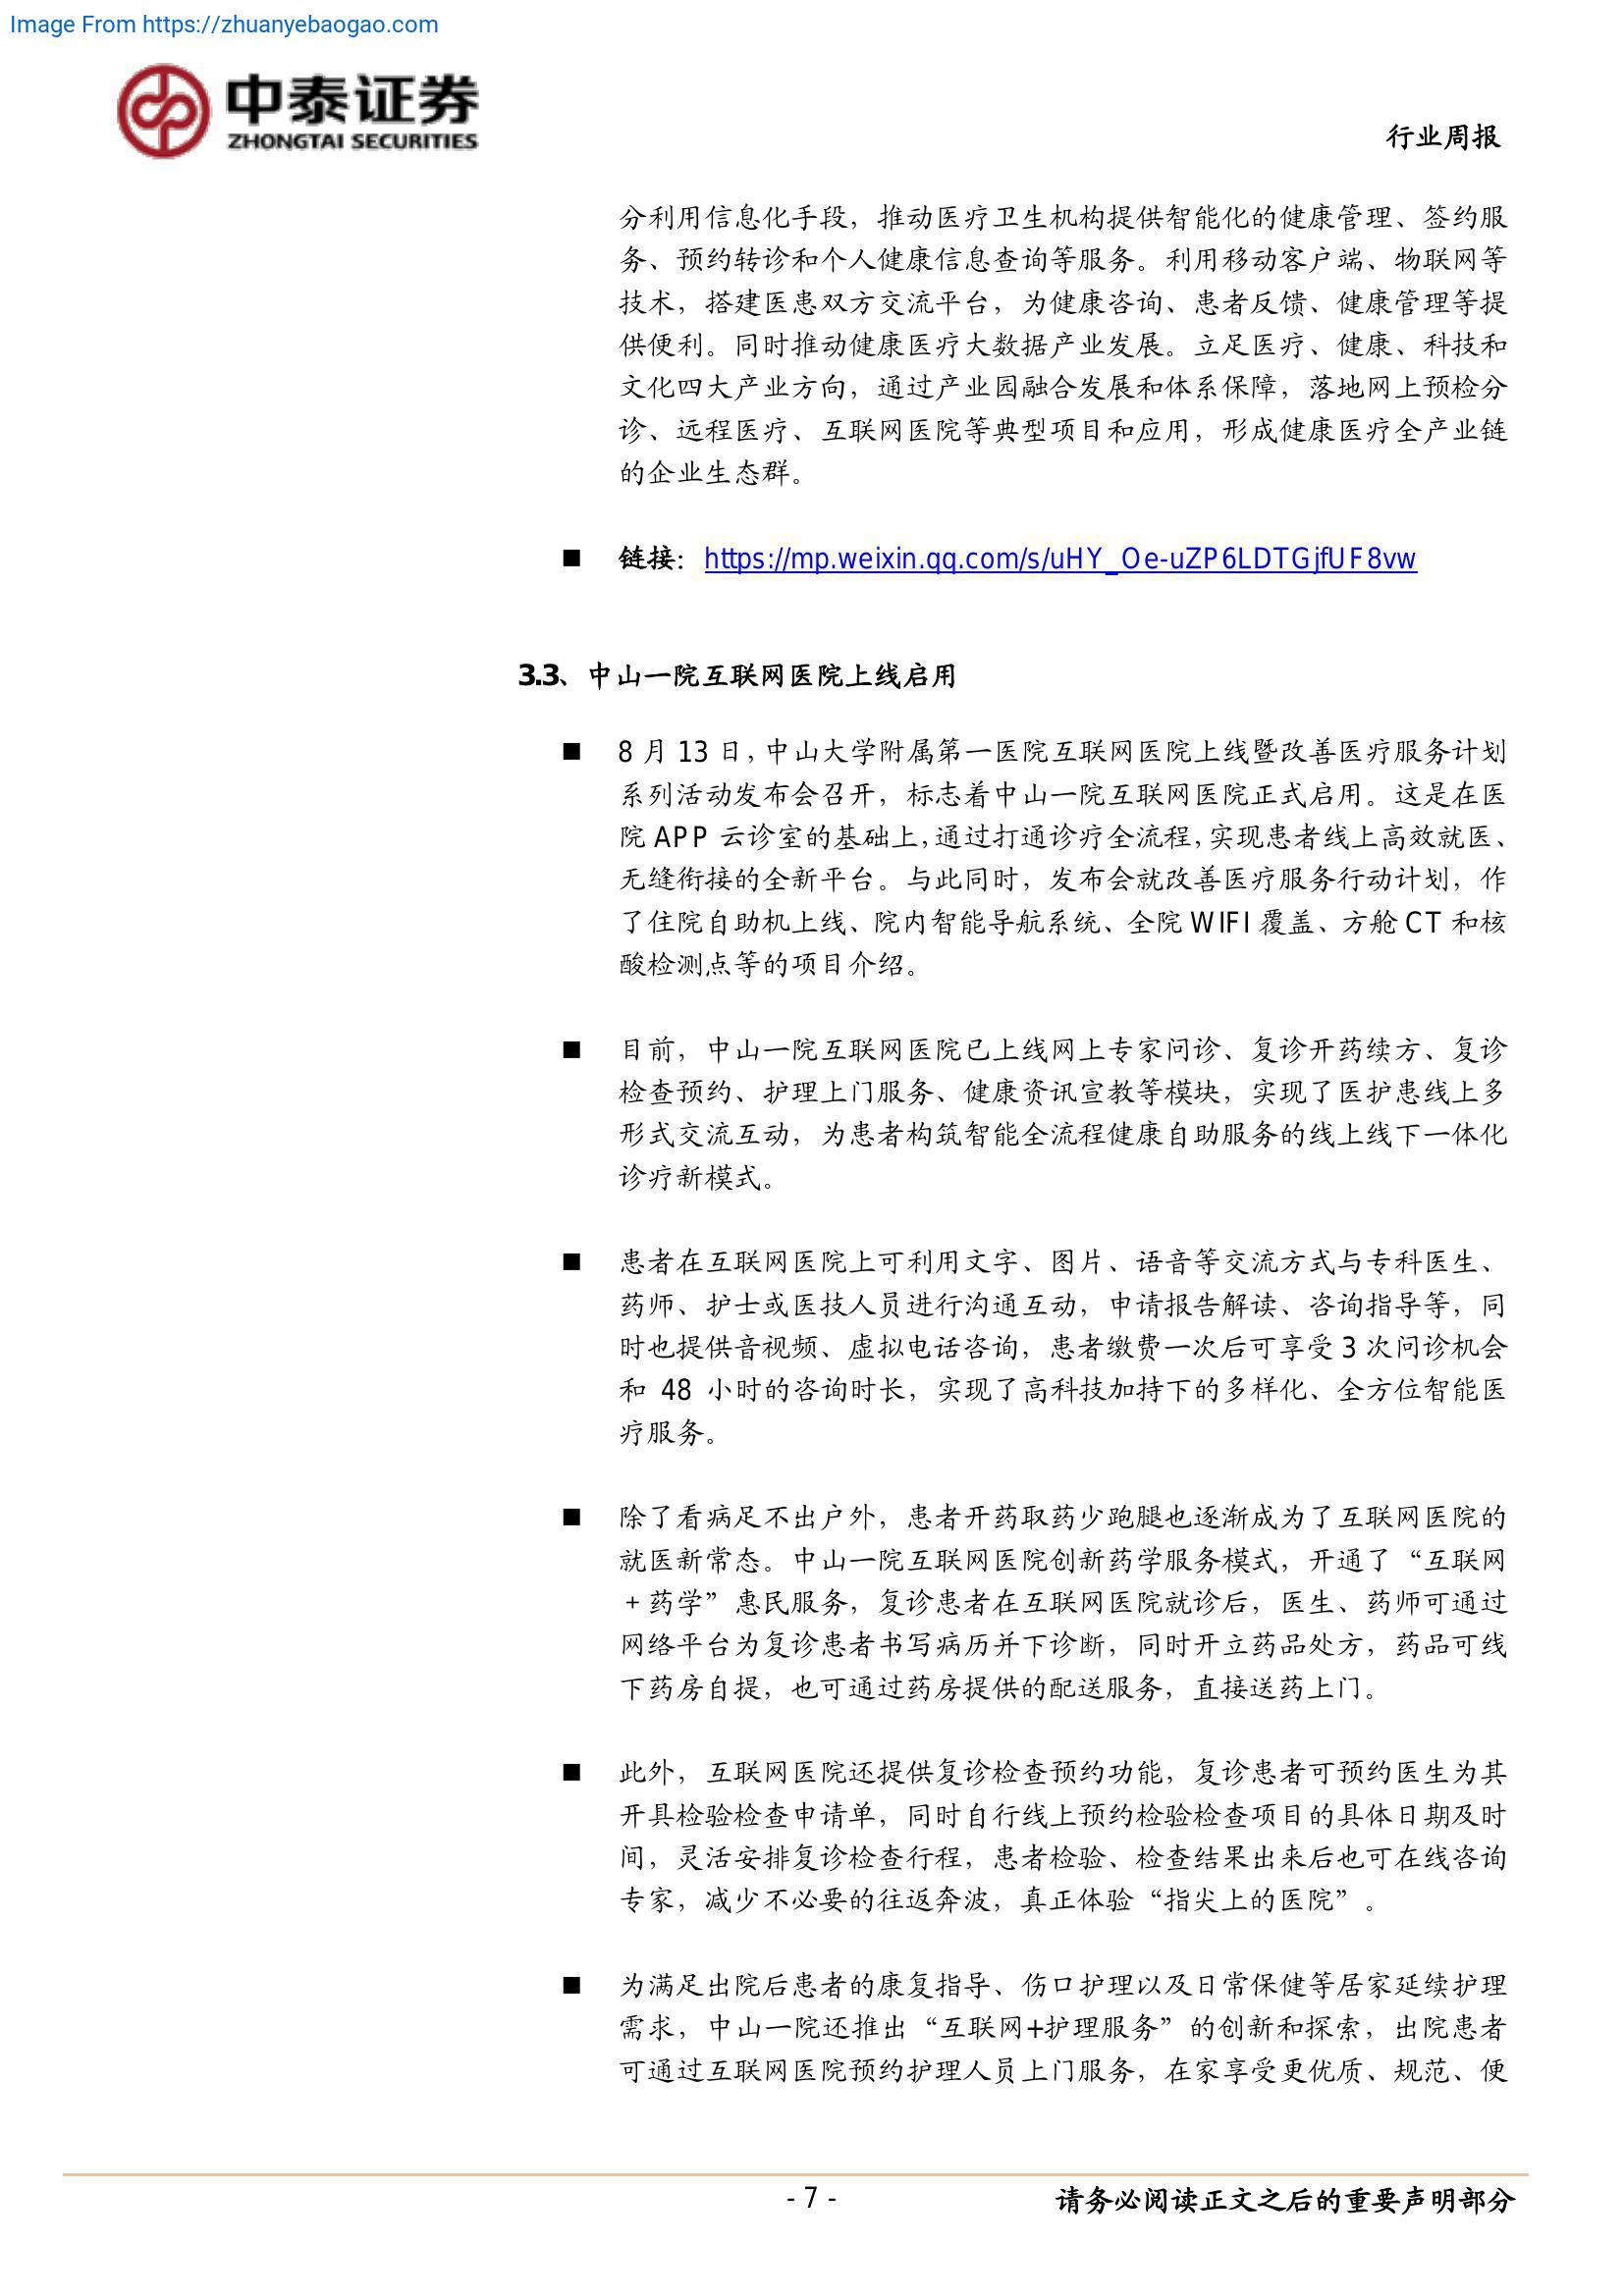 Image From https://zhuanyebaogao.com
中泰证券
ZHONGTAI SECURITIES
行业周报
分利用信息化手段，推动医疗卫生机构提供智能化的健康管理、签约服
务、预约转诊和个人健康信息查询等服务。利用移动客户端、物联网等
技术，搭建医患双方交流平台，为健康咨询、患者反馈、健康管理等提
供便利。同时推动健康医疗大数据产业发展。立足医疗、健康、科技和
文化四大产业方向，通过产业园融合发展和体系保障，落地网上预检分
诊、远程医疗、互联网医院等典型项目和应用，形成健康医疗全产业链
的企业生态群。
■ 链接：https://mp.weixin.qq.com/s/uHY_Oe-uZP6LDTGjfUF8vw
3.3、中山一院互联网医院上线启用
■ 8 月 13 日，中山大学附属第一医院互联网医院上线暨改善医疗服务计划
系列活动发布会召开，标志着中山一院互联网医院正式启用。这是在医
院 APP 云诊室的基础上，通过打通诊疗全流程，实现患者线上高效就医、
无缝衔接的全新平台。与此同时，发布会就改善医疗服务行动计划，作
了住院自助机上线、院内智能导航系统、全院 WIFI 覆盖、方舱 CT 和核
酸检测点等的项目介绍。
■ 目前，中山一院互联网医院已上线网上专家问诊、复诊开药续方、复诊
检查预约、护理上门服务、健康资讯宣教等模块，实现了医护患线上多
形式交流互动，为患者构筑智能全流程健康自助服务的线上线下一体化
诊疗新模式。
■ 患者在互联网医院上可利用文字、图片、语音等交流方式与专科医生、
药师、护士或医技人员进行沟通互动，申请报告解读、咨询指导等，同
时也提供音视频、虚拟电话咨询，患者缴费一次后可享受 3 次问诊机会
和 48 小时的咨询时长，实现了高科技加持下的多样化、全方位智能医
疗服务。
■ 除了看病足不出户外，患者开药取药少跑腿也逐渐成为了互联网医院的
就医新常态。中山一院互联网医院创新药学服务模式，开通了“互联网
+药学”惠民服务，复诊患者在互联网医院就诊后，医生、药师可通过
网络平台为复诊患者书写病历并下诊断，同时开立药品处方，药品可线
下药房自提，也可通过药房提供的配送服务，直接送药上门。
■ 此外，互联网医院还提供复诊检查预约功能，复诊患者可预约医生为其
开具检验检查申请单，同时自行线上预约检验检查项目的具体日期及时
间，灵活安排复诊检查行程，患者检验、检查结果出来后也可在线咨询
专家，减少不必要的往返奔波，真正体验“指尖上的医院”。
■ 为满足出院后患者的康复指导、伤口护理以及日常保健等居家延续护理
需求，中山一院还推出“互联网+护理服务”的创新和探索，出院患者
可通过互联网医院预约护理人员上门服务，在家享受更优质、规范、便
- 7 -
请务必阅读正文之后的重要声明部分